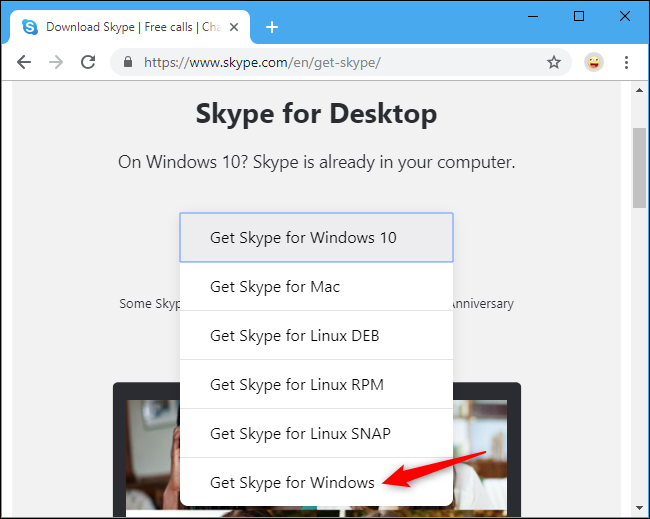 Download Skype | Free calls | Cha
https://www.skype.com/en/get-skype/
Skype for Desktop
On Windows 10? Skype is already in your computer.
Get Skype for Windows 10
Get Skype for Mac
Some Skyp
Anniversary
Get Skype for Linux DEB
Get Skype for Linux RPM
Get Skype for Linux SNAP
Get Skype for Windows